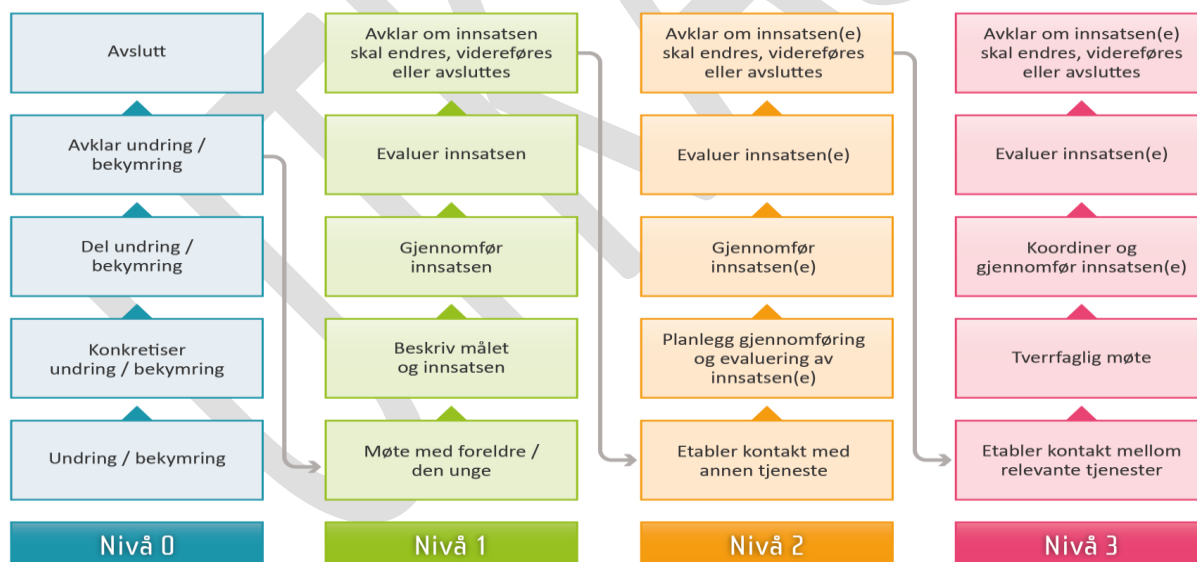 Avslutt
Avklar undring /
bekymring
Del undring /
bekymring
Konkretiser
undring / bekymring
Undring / bekymring
Nivå 0
Avklar om innsatsen
skal endres, videreføres
eller avsluttes
Evaluer innsatsen
Gjennomfør
innsatsen
Beskriv målet
og innsatsen
Møte med foreldre /
den unge
Nivå 1
Avklar om innsatsen(e)
skal endres, videreføres
eller avsluttes
Evaluer innsatsen(e)
Gjennomfør
innsatsen(e)
Planlegg gjennomføring
og evaluering av
innsatsen(e)
Etabler kontakt med
annen tjeneste
Nivå 2
Avklar om innsatsen(e)
skal endres, videreføres
eller avsluttes
Evaluer innsatsen(e)
Koordiner og
gjennomfør innsatsen(e)
Tverrfaglig møte
Etabler kontakt mellom
relevante tjenester
Nivå 3